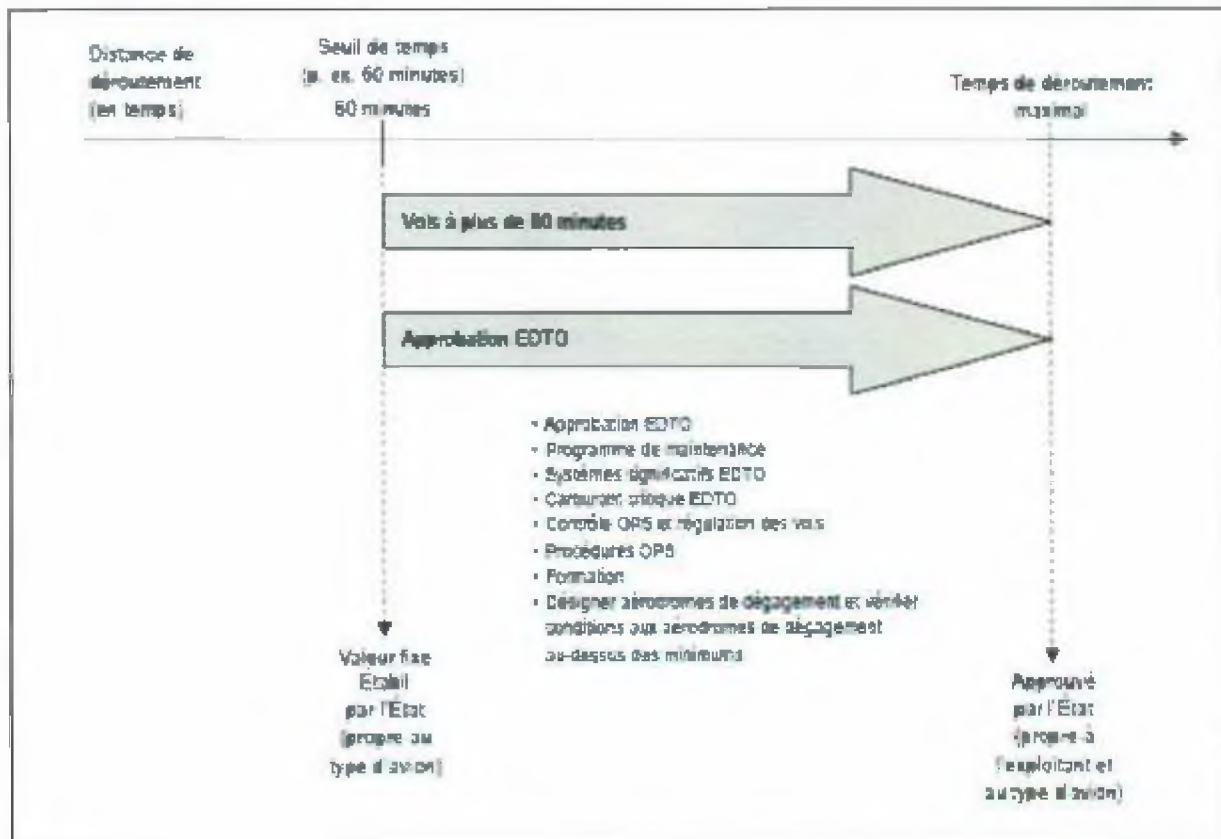 Distance de
déroutement
(en temps)
Seuil de temps
(p. ex. 60 minutes)
60 minutes
Temps de déroutement
maximal
Vols à plus de 60 minutes
Approbation EDTO
• Approbation EDTO
• Programme de maintenance
• Systèmes significatifs EDTO
• Carburant critique EDTO
• Contrôle OPS et régulation des vols
• Procédures OPS
• Formation
• Désigner aérodromes de dégagement et vérifier
conditions aux aérodromes de dégagement
au-dessus des minimums
Valeur fixe
Établi
par l'État
(propre au
type d'avion)
Approuvé
par l'État
(propre à
l'exploitant et
au type d'avion)